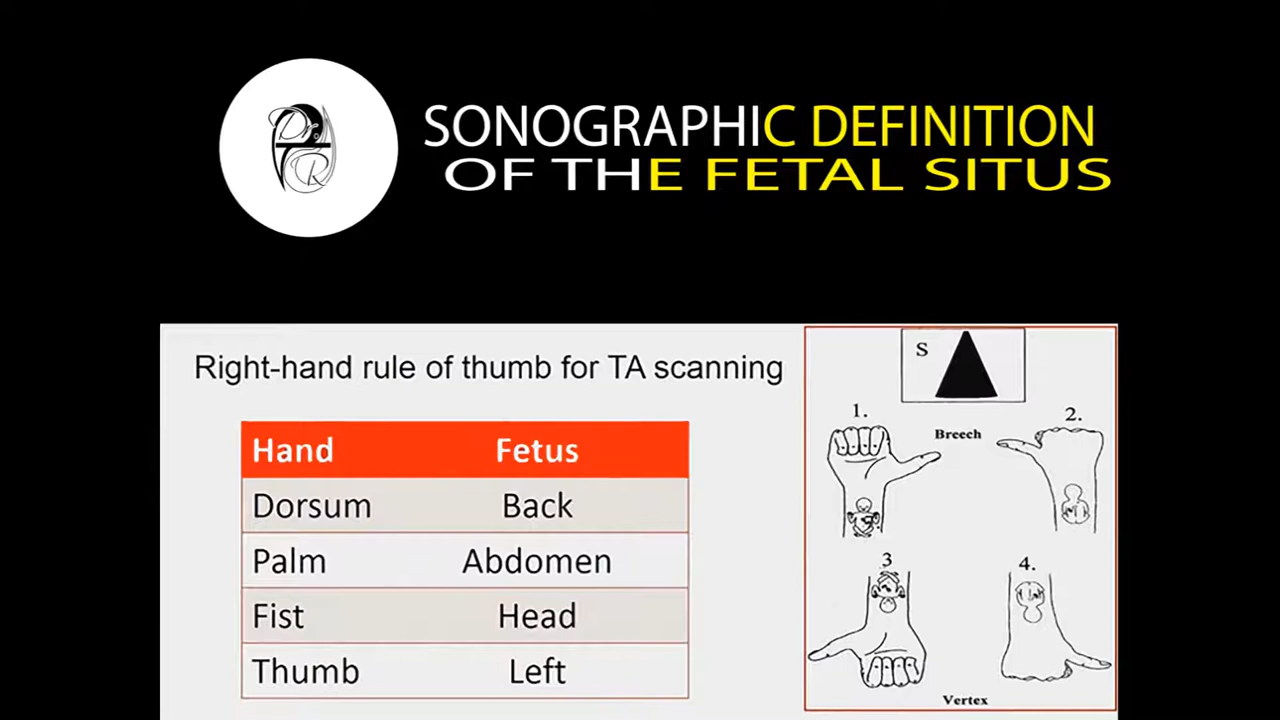 Dr.
R
SONOGRAPHIC DEFINITION
OF THE FETAL SITUS
Right-hand rule of thumb for TA scanning
Hand Fetus
Dorsum Back
Palm Abdomen
Fist Head
Thumb Left
S
1. 2.
Breech
3 4.
Vertex